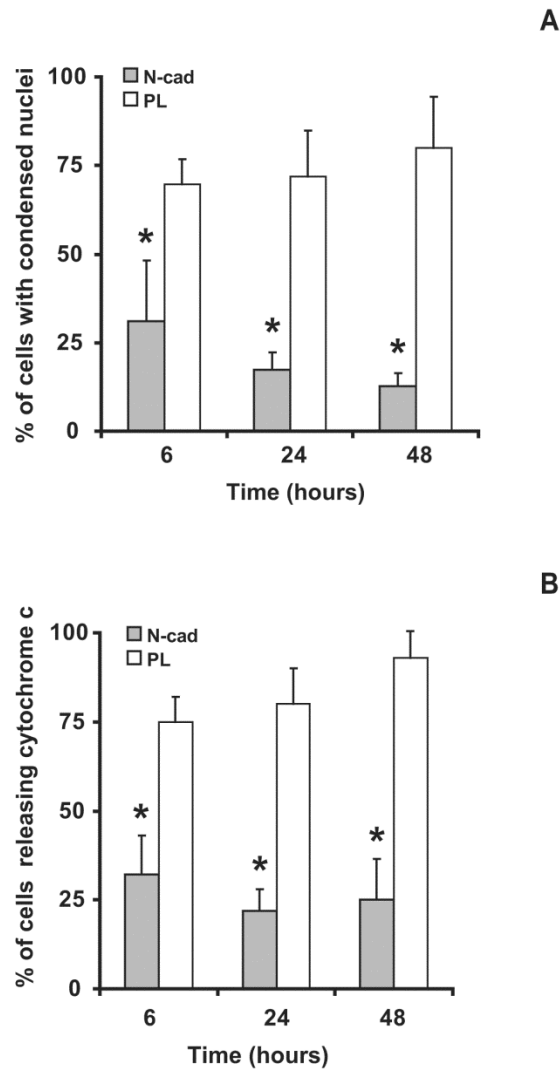 A
100
75
50
25
0
% of cells with condensed nuclei
N-cad
PL
*
*
*
6 24 48
Time (hours)
B
100
75
50
25
0
% of cells releasing cytochrome c
N-cad
PL
*
*
*
6 24 48
Time (hours)